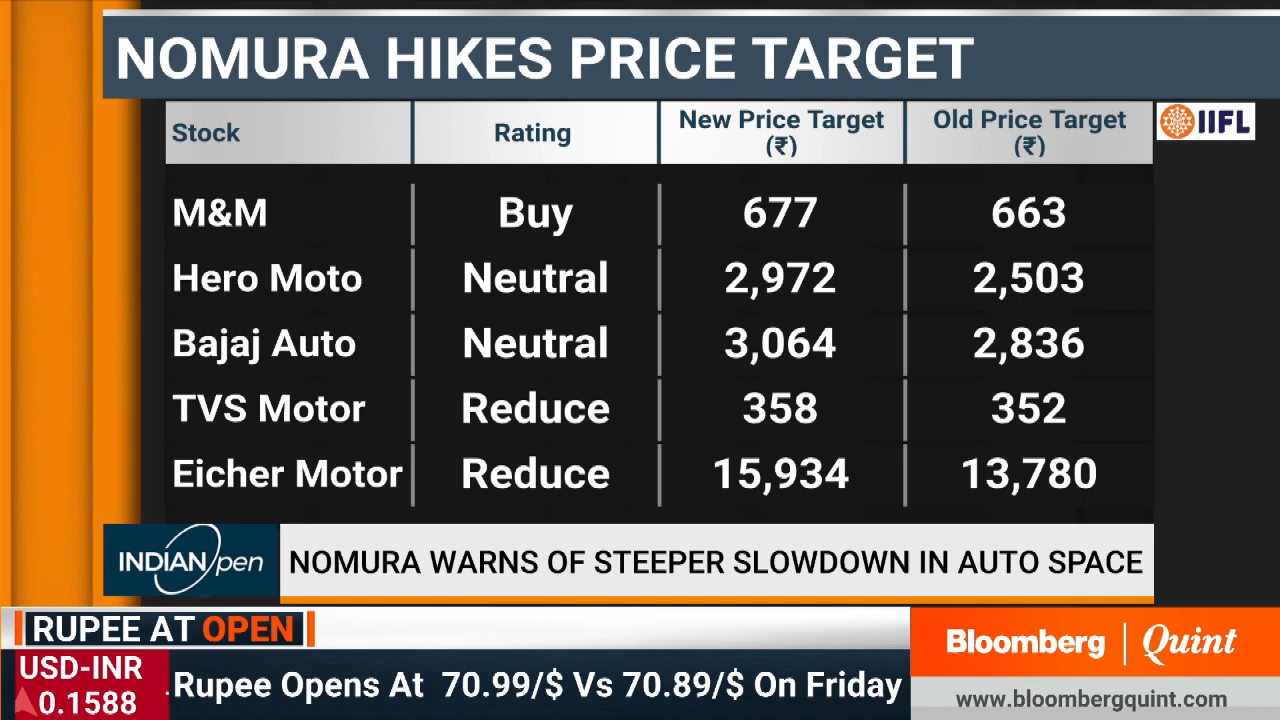 NOMURA HIKES PRICE TARGET
Stock Rating New Price Target (₹) Old Price Target (₹)
IIFL
M&M Buy 677 663
Hero Moto Neutral 2,972 2,503
Bajaj Auto Neutral 3,064 2,836
TVS Motor Reduce 358 352
Eicher Motor Reduce 15,934 13,780
INDIAN Open
NOMURA WARNS OF STEEPER SLOWDOWN IN AUTO SPACE
RUPEE AT OPEN
USD-INR
0.1588
Rupee Opens At 70.99/$ Vs 70.89/$ On Friday
Bloomberg | Quint
www.bloombergquint.com